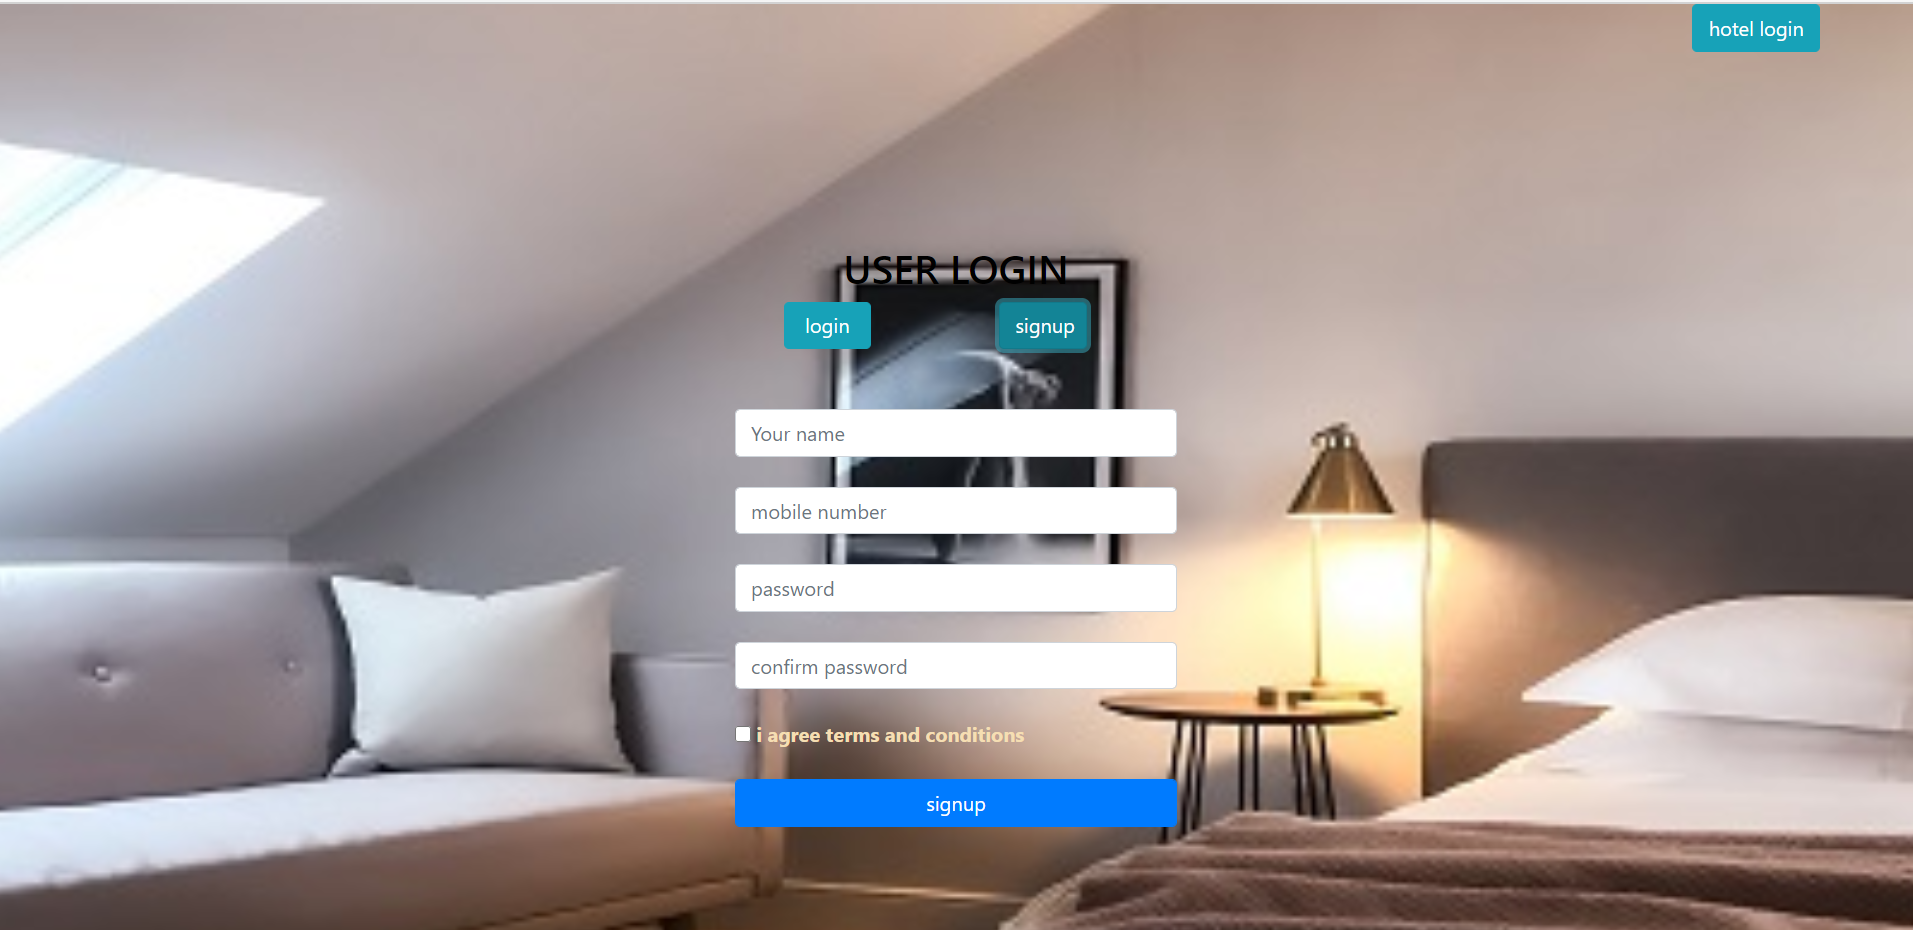 hotel login
USER LOGIN
login signup
Your name
mobile number
password
confirm password
i agree terms and conditions
signup